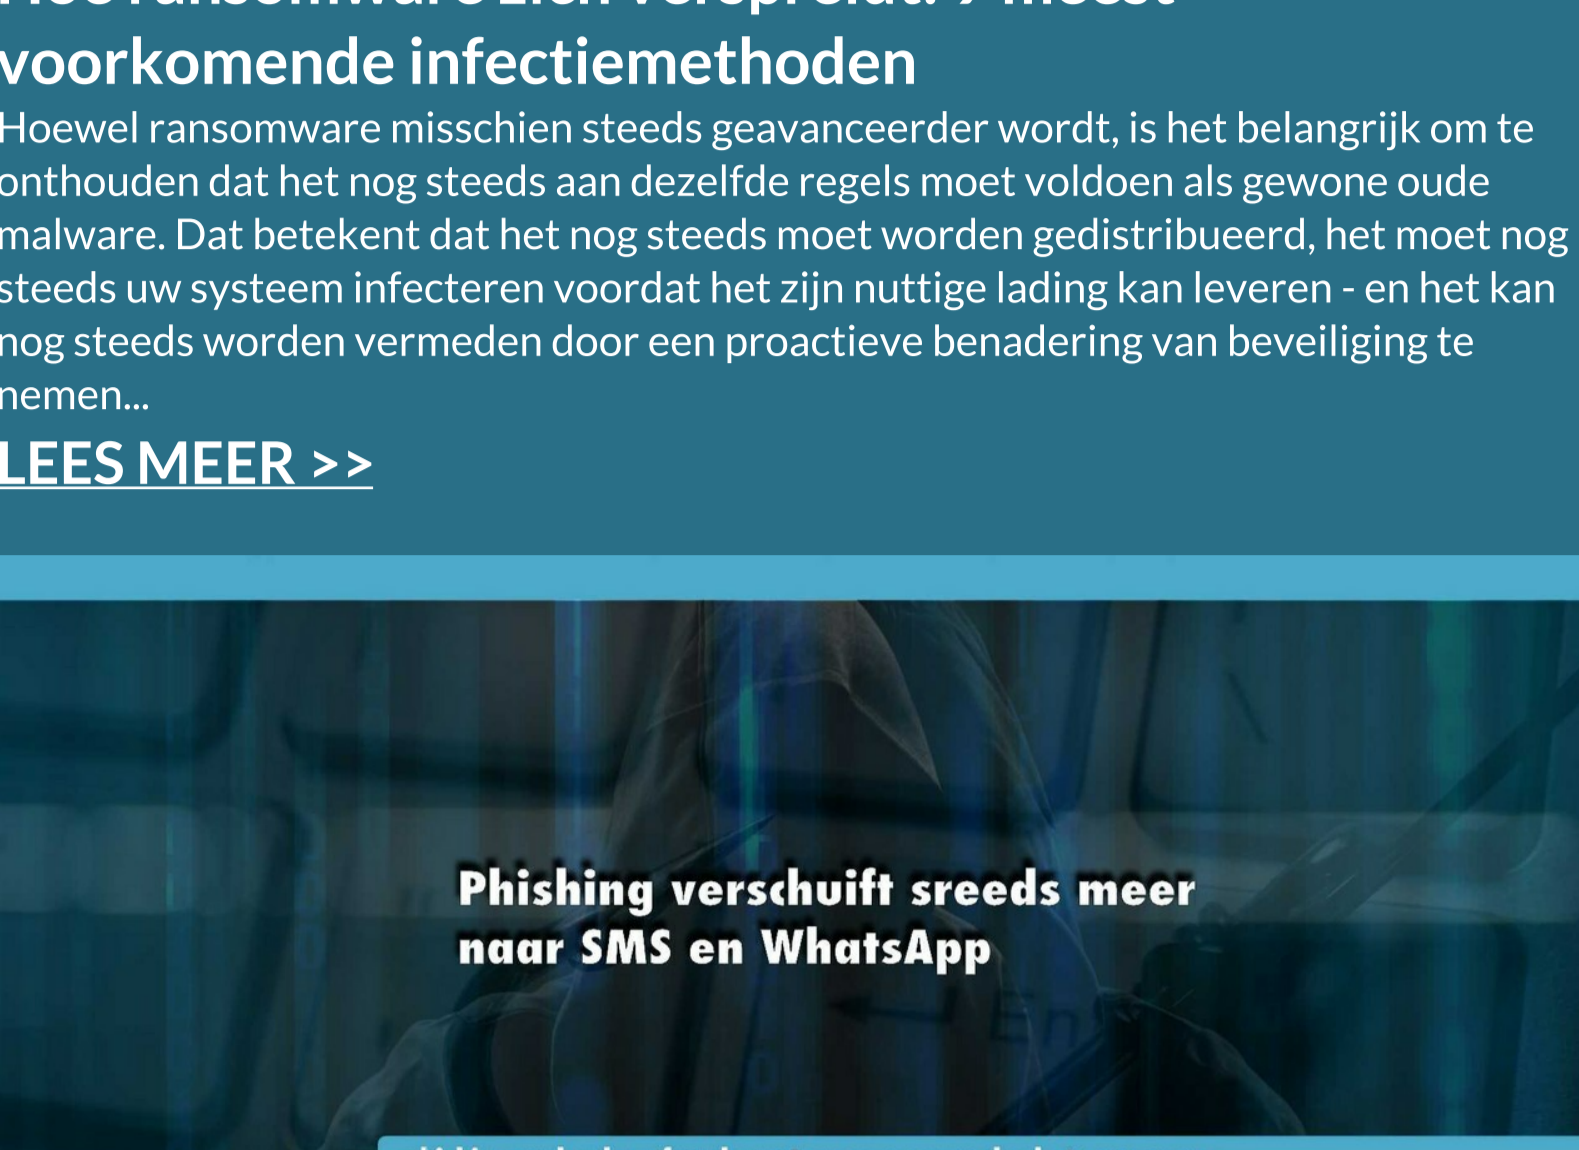 voorkomende infectiemethoden
Hoewel ransomware misschien steeds geavanceerder wordt, is het belangrijk om te
onthouden dat het nog steeds aan dezelfde regels moet voldoen als gewone oude
malware. Dat betekent dat het nog steeds moet worden gedistribueerd, het moet nog
steeds uw systeem infecteren voordat het zijn nuttige lading kan leveren - en het kan
nog steeds worden vermeden door een proactieve benadering van beveiliging te
nemen...
LEES MEER >>
Phishing verschuift sreeds meer
naar SMS en WhatsApp